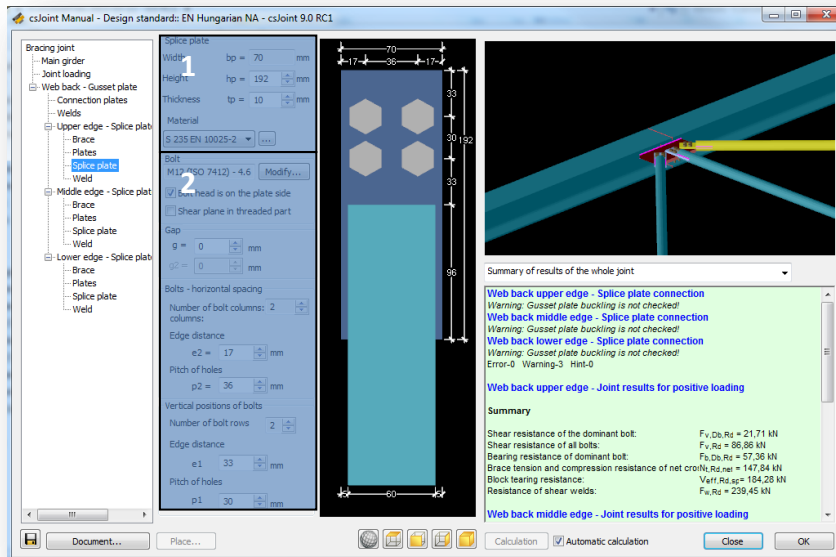 csJoint Manual - Design standard:: EN Hungarian NA - csJoint 9.0 RC1
Bracing joint
Main girder
Joint loading
Web back - Gusset plate
Connection plates
Welds
Upper edge - Splice plat
Brace
Plates
Splice plate
Weld
Middle edge - Splice plat
Brace
Plates
Splice plate
Weld
Lower edge - Splice plat
Brace
Plates
Splice plate
Weld
Splice plate
1
Width bp = 70 mm
Height hp = 192 mm
Thickness tp = 10 mm
Material
S 235 EN 10025-2 ...
Bolt
2
M12 (ISO 7412) - 4.6 Modify...
Bolt head is on the plate side
Shear plane in threaded part
Gap
g = 0 mm
g2 = 0 mm
Bolts - horizontal spacing
Number of bolt columns: 2
columns:
Edge distance
e2 = 17 mm
Pitch of holes
p2 = 36 mm
Vertical positions of bolts
Number of bolt rows 2
Edge distance
e1 33 mm
Pitch of holes
p1 30 mm
70
17 36 17
33
30 192
33
96
5 60 5
Summary of results of the whole joint
Web back upper edge - Splice plate connection
Warning: Gusset plate buckling is not checked!
Web back middle edge - Splice plate connection
Warning: Gusset plate buckling is not checked!
Web back lower edge - Splice plate connection
Warning: Gusset plate buckling is not checked!
Error-0 Warning-3 Hint-0
Web back upper edge - Joint results for positive loading
Summary
Shear resistance of the dominant bolt: Fv,Db,Rd = 21,71 kN
Shear resistance of all bolts: Fv,Rd = 86,86 kN
Bearing resistance of dominant bolt: Fb,Db,Rd = 57,36 kN
Brace tension and compression resistance of net cro Nt,Rd,net = 147,84 kN
Block tearing resistance: Veff,Rd,sp= 184,28 kN
Resistance of shear welds: Fw,Rd = 239,45 kN
Web back middle edge - Joint results for positive loading
Document... Place... Calculation Automatic calculation Close OK